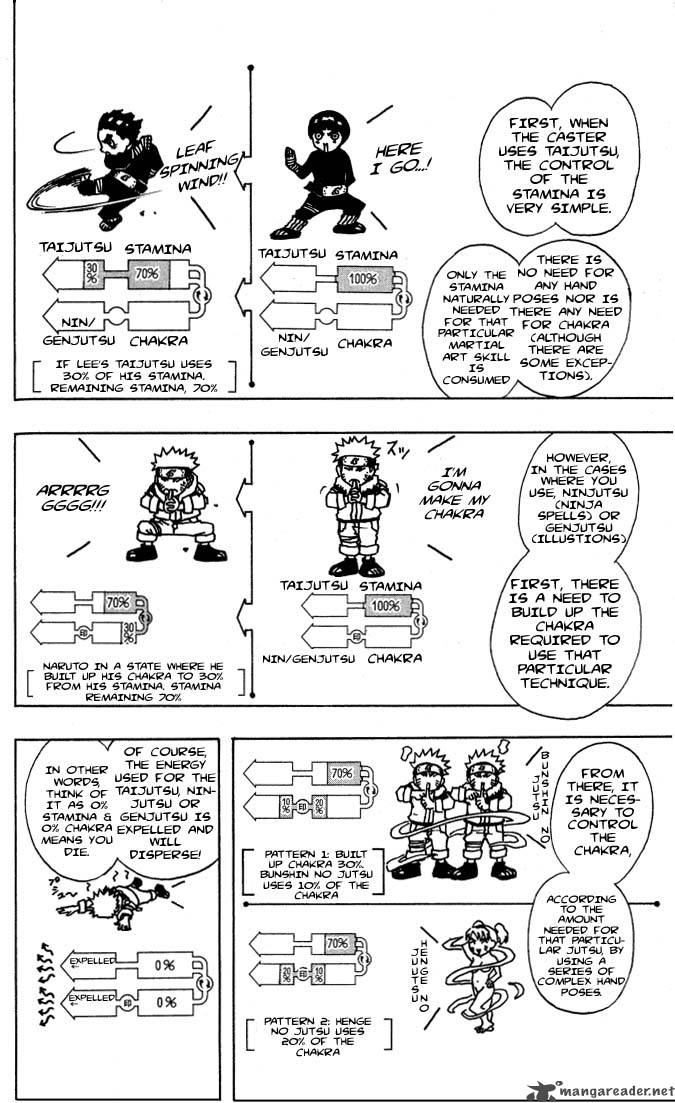 FIRST, WHEN
THE CASTER
USES TAIJUTSU,
THE CONTROL
OF THE
STAMINA IS
VERY SIMPLE.
THERE IS
NO NEED FOR
ANY HAND
POSES NOR IS
THERE ANY NEED
FOR CHAKRA
(ALTHOUGH
THERE ARE
SOME EXCEP-
TIONS).
ONLY THE
STAMINA
NATURALLY
NEEDED
FOR THAT
PARTICULAR
MARTIAL
ART SKILL
IS
CONSUMED
HERE
I GO...!
TAIJUTSU STAMINA
100%
NIN/
GENJUTSU CHAKRA
LEAF
SPINNING
WIND!!
TAIJUTSU STAMINA
30
%
70%
NIN/
GENJUTSU CHAKRA
IF LEE'S TAIJUTSU USES
30% OF HIS STAMINA.
REMAINING STAMINA, 70%
HOWEVER,
IN THE CASES
WHERE YOU
USE, NINJUTSU
(NINJA
SPELLS) OR
GENJUTSU
(ILLUSTIONS)
FIRST, THERE
IS A NEED TO
BUILD UP THE
CHAKRA
REQUIRED TO
USE THAT
PARTICULAR
TECHNIQUE.
ズッ
I'M
GONNA
MAKE MY
CHAKRA
TAIJUTSU STAMINA
100%
印
NIN/GENJUTSU CHAKRA
ARRRRG
GGGG!!!
70%
印
30
%
NARUTO IN A STATE WHERE HE
BUILT UP HIS CHAKRA TO 30%
FROM HIS STAMINA. STAMINA
REMAINING 70%
FROM
THERE, IT
IS NECES-
SARY TO
CONTROL
THE
CHAKRA,
ACCORDING
TO THE
AMOUNT
NEEDED FOR
THAT PARTICU-
LAR JUTSU, BY
USING A
SERIES OF
COMPLEX HAND
POSES.
BUNSHIN NO
JUTSU
70%
10
%
印
20
%
PATTERN 1: BUILT
UP CHAKRA 30%.
BUNSHIN NO JUTSU
USES 10% OF THE
CHAKRA
HENGE NO
JUTSU
70%
20
%
印
10
%
PATTERN 2: HENGE
NO JUTSU USES
20% OF THE
CHAKRA
OF COURSE,
THE ENERGY
USED FOR THE
TAIJUTSU, NIN-
JUTSU OR
GENJUTSU IS
EXPELLED AND
WILL
DISPERSE!
IN OTHER
WORDS,
THINK OF
IT AS 0%
STAMINA &
0% CHAKRA
MEANS YOU
DIE.
EXPELLED
←
0%
EXPELLED
←
印
0%
mangareader.net